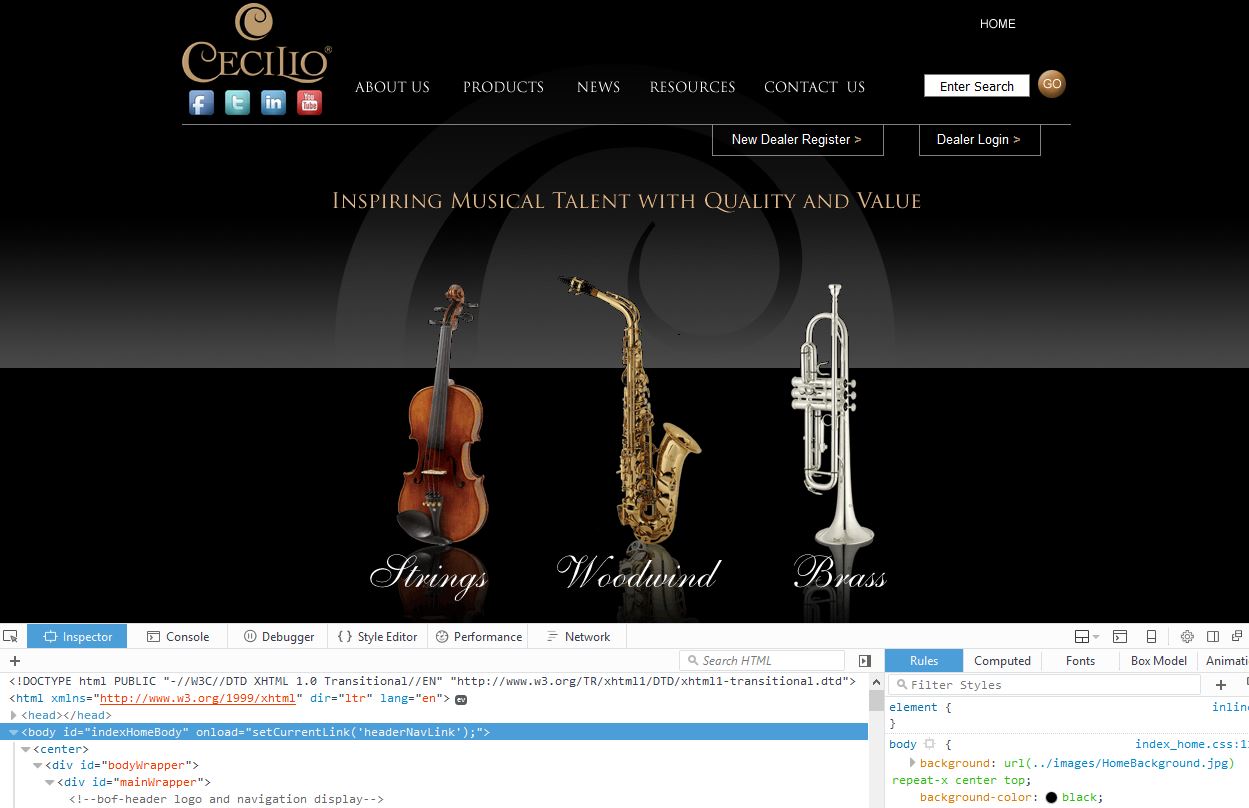 HOME
CECILIO®
ABOUT US PRODUCTS NEWS RESOURCES CONTACT US Enter Search GO
f t in You Tube
New Dealer Register > Dealer Login >
INSPIRING MUSICAL TALENT WITH QUALITY AND VALUE
Strings Woodwind Brass
Inspector Console Debugger { } Style Editor Performance Network
+ Search HTML Rules Computed Fonts Box Model Animati
<!DOCTYPE html PUBLIC "-//W3C//DTD XHTML 1.0 Transitional//EN" "http://www.w3.org/TR/xhtml1/DTD/xhtml1-transitional.dtd">
<html xmlns="http://www.w3.org/1999/xhtml" dir="ltr" lang="en"> ev
<head></head>
<body id="indexHomeBody" onload="setCurrentLink('headerNavLink');">
<center>
<div id="bodyWrapper">
<div id="mainWrapper">
<!--bof-header logo and navigation display-->
Filter Styles +
element { inline
}
body { index_home.css:11
background: url(../images/HomeBackground.jpg)
repeat-x center top;
background-color: black;